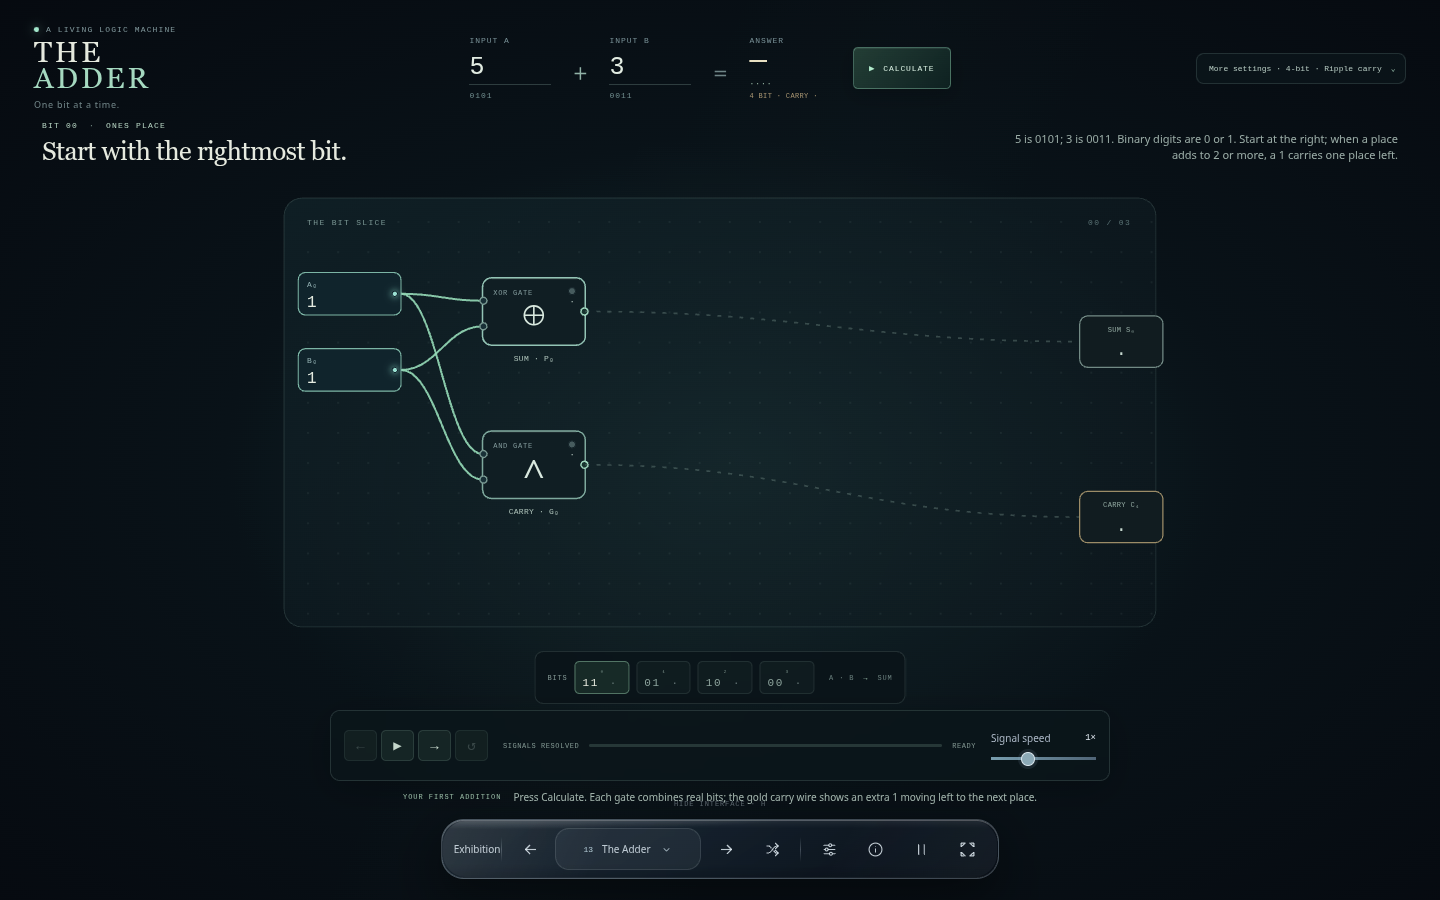 A LIVING LOGIC MACHINE
THE
ADDER
One bit at a time.
INPUT A
5
0101
+
INPUT B
3
0011
=
ANSWER
—
····
4 BIT · CARRY ·
▶ CALCULATE
More settings · 4-bit · Ripple carry
BIT 00 · ONES PLACE
Start with the rightmost bit.
5 is 0101; 3 is 0011. Binary digits are 0 or 1. Start at the right; when a place
adds to 2 or more, a 1 carries one place left.
THE BIT SLICE
00 / 03
A₀
1
B₀
1
XOR GATE
⊕
SUM · P₀
AND GATE
∧
CARRY · G₀
SUM S₀
·
CARRY C₁
·
BITS
11 ·
01 ·
10 ·
00 ·
A · B → SUM
← ▶ → ↺
SIGNALS RESOLVED
READY
Signal speed
1×
YOUR FIRST ADDITION
Press Calculate. Each gate combines real bits; the gold carry wire shows an extra 1 moving left to the next place.
HIDE INTERFACE · H
Exhibition
13 The Adder